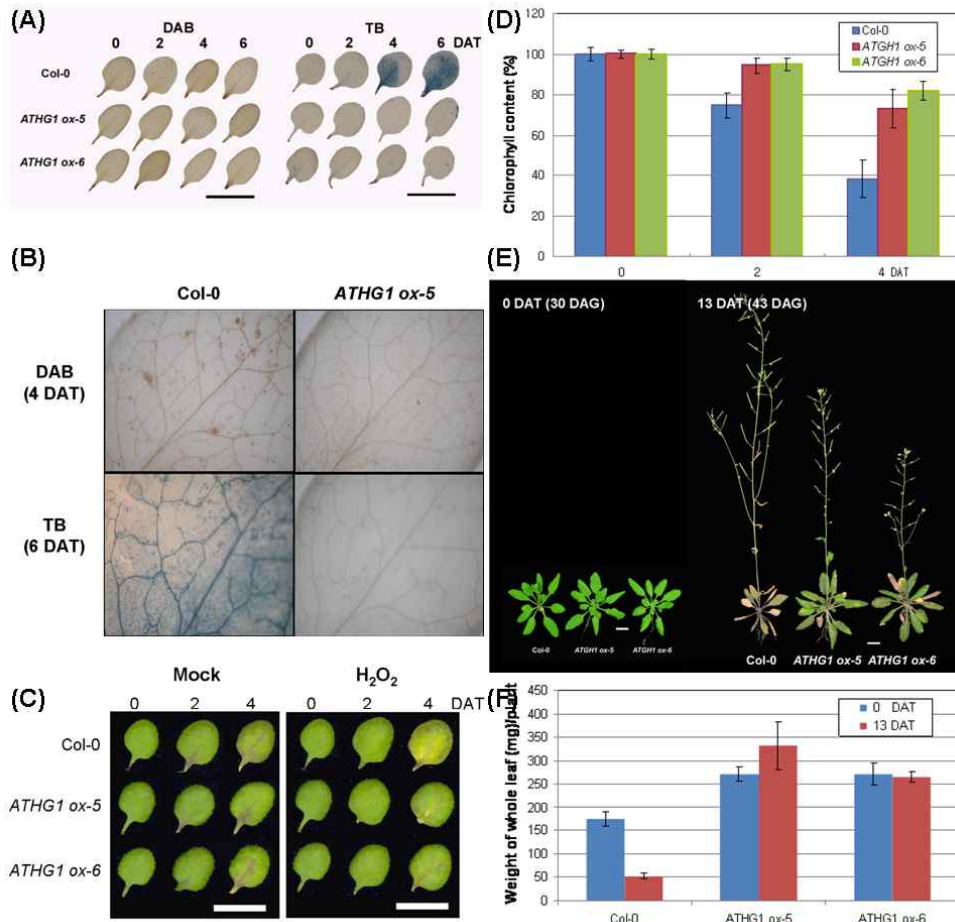 (A)
DAB
TB
0 2 4 6
0 2 4 6 DAT
Col-0
ATHG1 ox-5
ATHG1 ox-6
(B)
Col-0
ATHG1 ox-5
DAB
(4 DAT)
TB
(6 DAT)
(C)
Mock
H₂O₂
0 2 4 DAT
0 2 4
Col-0
ATHG1 ox-5
ATHG1 ox-6
(D)
Chlorophyll content (%)
120
100
80
60
40
20
0
Col-0
ATGH1 ox-5
ATGH1 ox-6
0 2 4 DAT
(E)
0 DAT (30 DAG)
13 DAT (43 DAG)
Col-0
ATGH1 ox-5
ATGH1 ox-6
Col-0
ATHG1 ox-5
ATHG1 ox-6
(F)
Weight of whole leaf (mg)/plant
450
400
350
300
250
200
150
100
50
0
0 DAT
13 DAT
Col-0
ATHG1 ox-5
ATHG1 ox-6